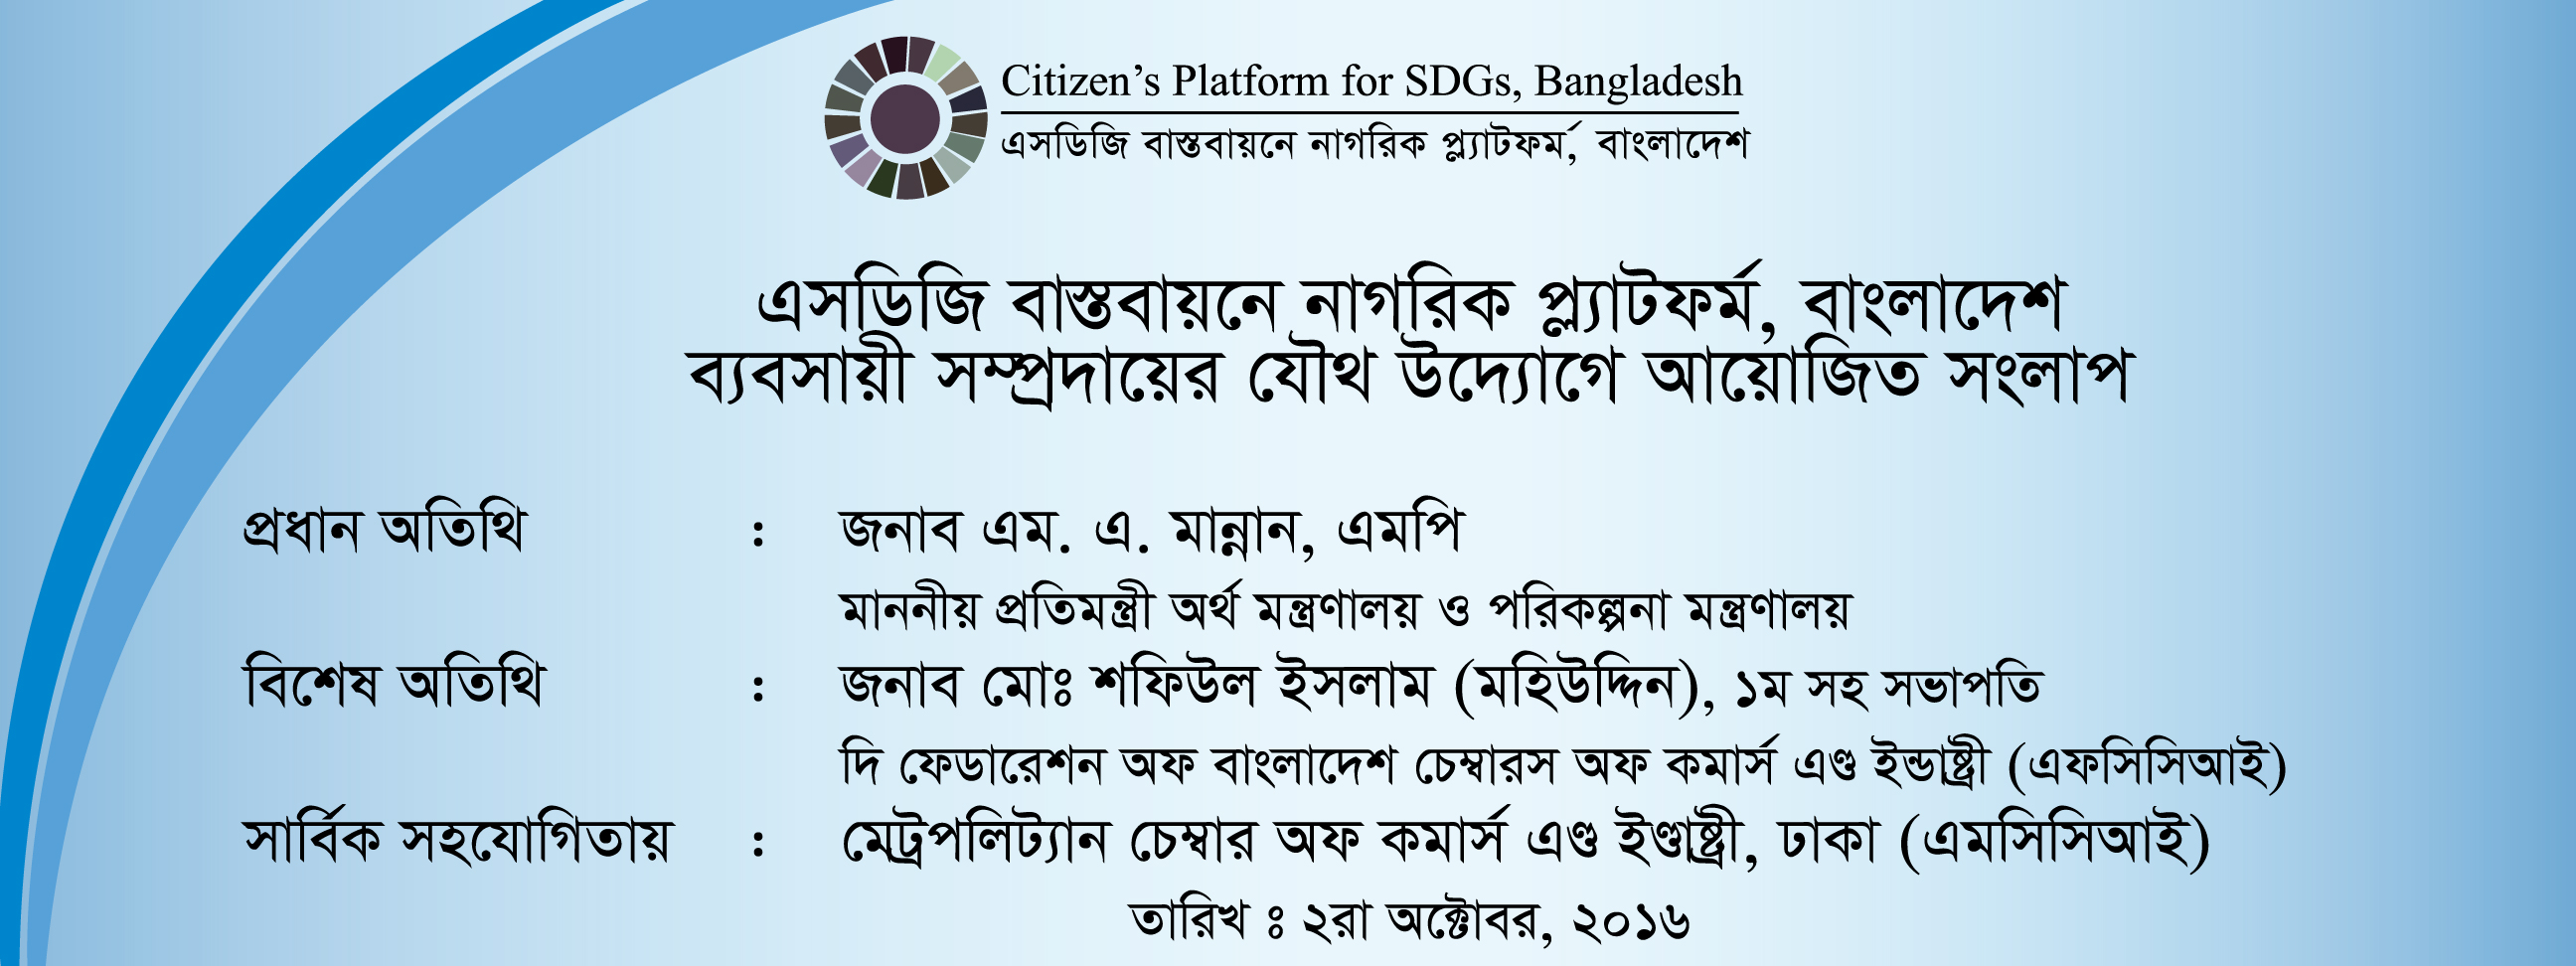 Citizen’s Platform for SDGs, Bangladesh
এসডিজি বাস্তবায়নে নাগরিক প্ল্যাটফর্ম, বাংলাদেশ
এসডিজি বাস্তবায়নে নাগরিক প্ল্যাটফর্ম, বাংলাদেশ
ব্যবসায়ী সম্প্রদায়ের যৌথ উদ্যোগে আয়োজিত সংলাপ
প্রধান অতিথি : জনাব এম. এ. মান্নান, এমপি
মাননীয় প্রতিমন্ত্রী অর্থ মন্ত্রণালয় ও পরিকল্পনা মন্ত্রণালয়
বিশেষ অতিথি : জনাব মোঃ শফিউল ইসলাম (মহিউদ্দিন), ১ম সহ সভাপতি
দি ফেডারেশন অফ বাংলাদেশ চেম্বারস অফ কমার্স এণ্ড ইন্ডাষ্ট্রী (এফসিসিআই)
সার্বিক সহযোগিতায় : মেট্রপলিট্যান চেম্বার অফ কমার্স এণ্ড ইণ্ডাষ্ট্রী, ঢাকা (এমসিসিআই)
তারিখ ঃ ২রা অক্টোবর, ২০১৬